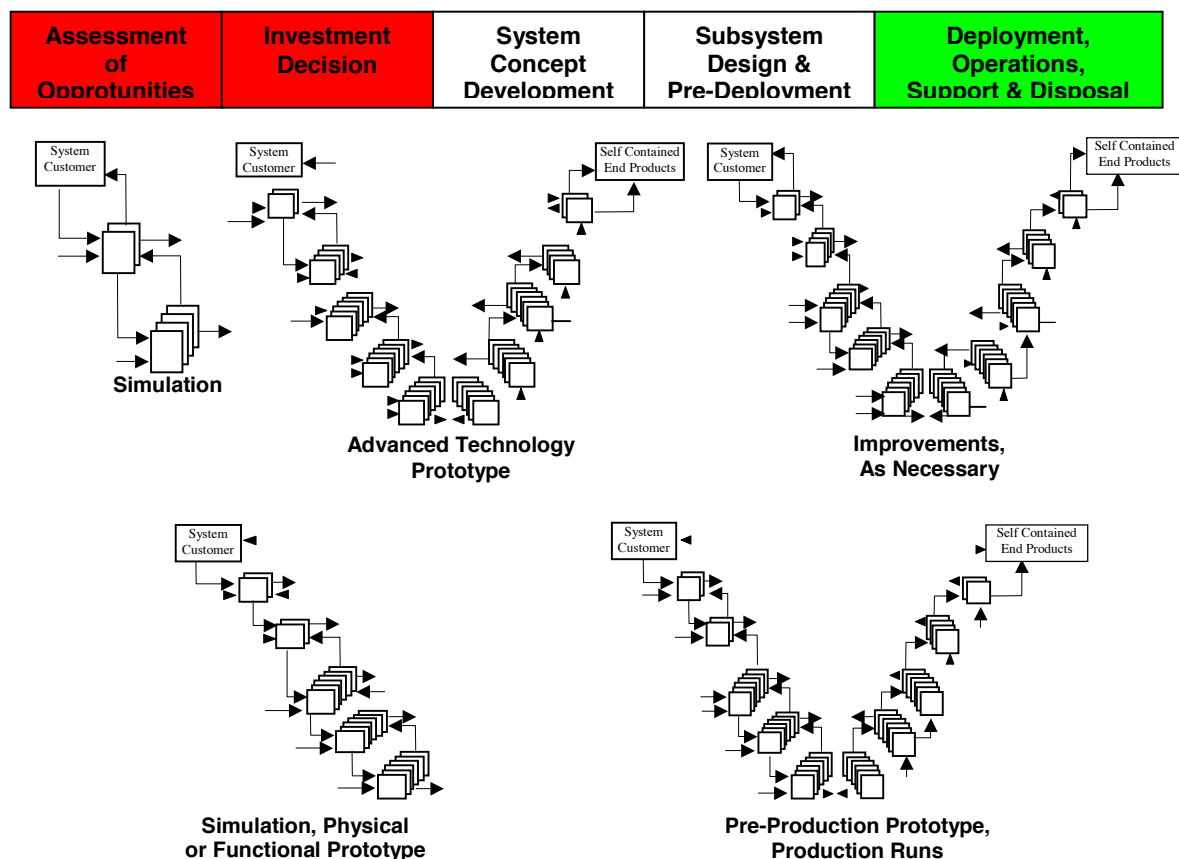 Assessment
of
Opprotunities
Investment
Decision
System
Concept
Development
Subsystem
Design &
Pre-Deployment
Deployment,
Operations,
Support & Disposal
System
Customer
Simulation
System
Customer
Self Contained
End Products
Advanced Technology
Prototype
System
Customer
Self Contained
End Products
Improvements,
As Necessary
System
Customer
Simulation, Physical
or Functional Prototype
System
Customer
Self Contained
End Products
Pre-Production Prototype,
Production Runs